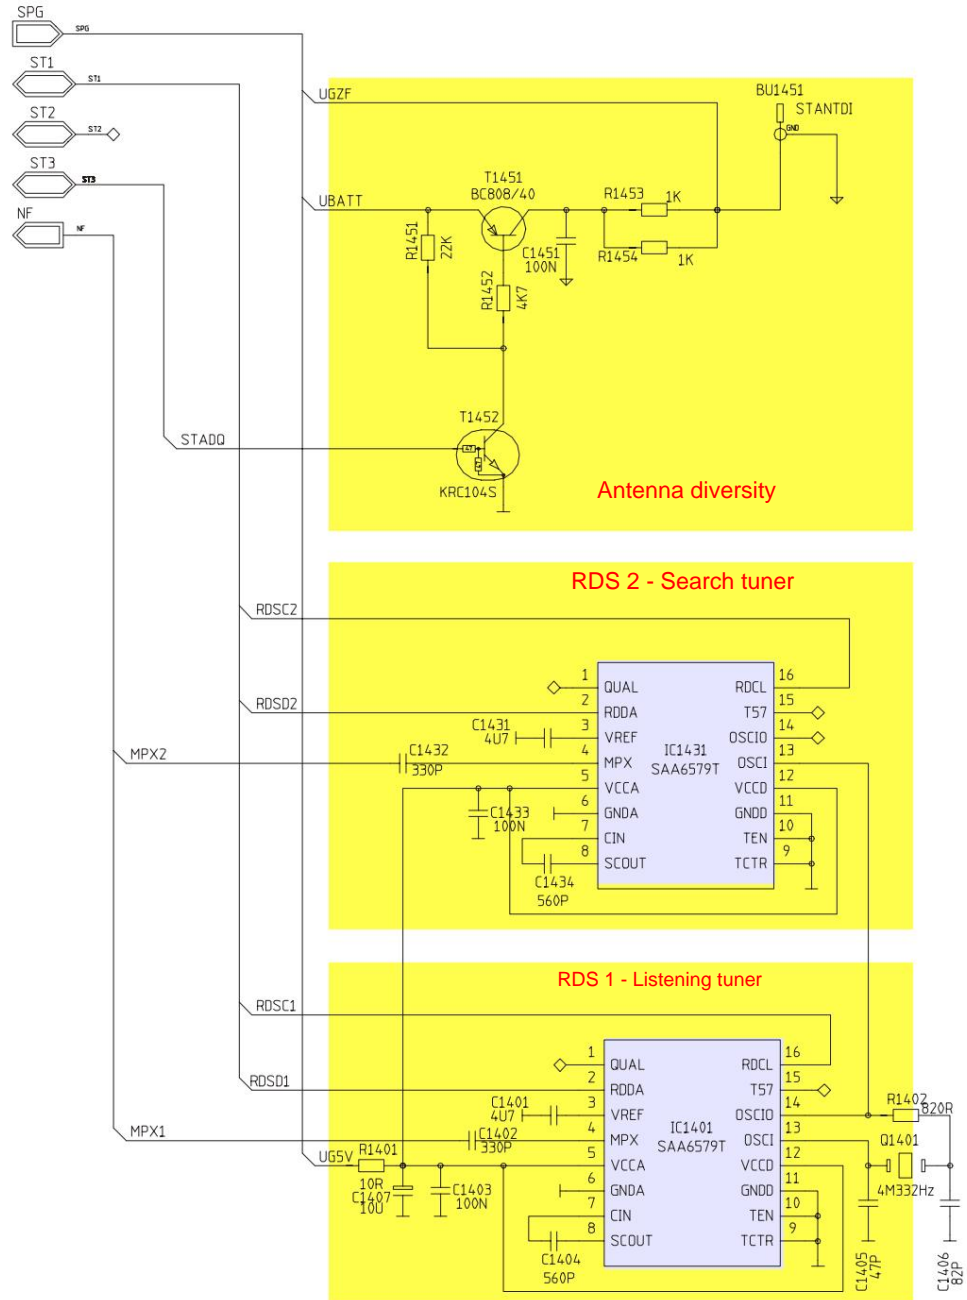 SPG
SPG
ST1
ST1
ST2
ST2
ST3
ST3
NF
NF
UGZF
BU1451
STANTDI
GND
T1451
BC808/40
UBATT
R1453
1K
R1451
22K
C1451
100N
R1454
1K
R1452
4K7
T1452
STADQ
47
KRC104S
Antenna diversity
RDS 2 - Search tuner
RDSC2
1
QUAL
RDCL
16
RDSD2
2
RDDA
T57
15
C1431
4U7
3
VREF
OSCIO
14
IC1431
SAA6579T
MPX2
C1432
330P
4
MPX
OSCI
13
5
VCCA
VCCD
12
C1433
100N
6
GNDA
GNDD
11
7
CIN
TEN
10
8
SCOUT
TCTR
9
C1434
560P
RDS 1 - Listening tuner
RDSC1
1
QUAL
RDCL
16
RDSD1
2
RDDA
T57
15
C1401
4U7
3
VREF
OSCIO
14
R1402
820R
IC1401
SAA6579T
MPX1
C1402
330P
4
MPX
OSCI
13
Q1401
4M332Hz
UG5V
R1401
10R
5
VCCA
VCCD
12
C1407
10U
C1403
100N
6
GNDA
GNDD
11
7
CIN
TEN
10
8
SCOUT
TCTR
9
C1404
560P
C1405
47P
C1406
82P